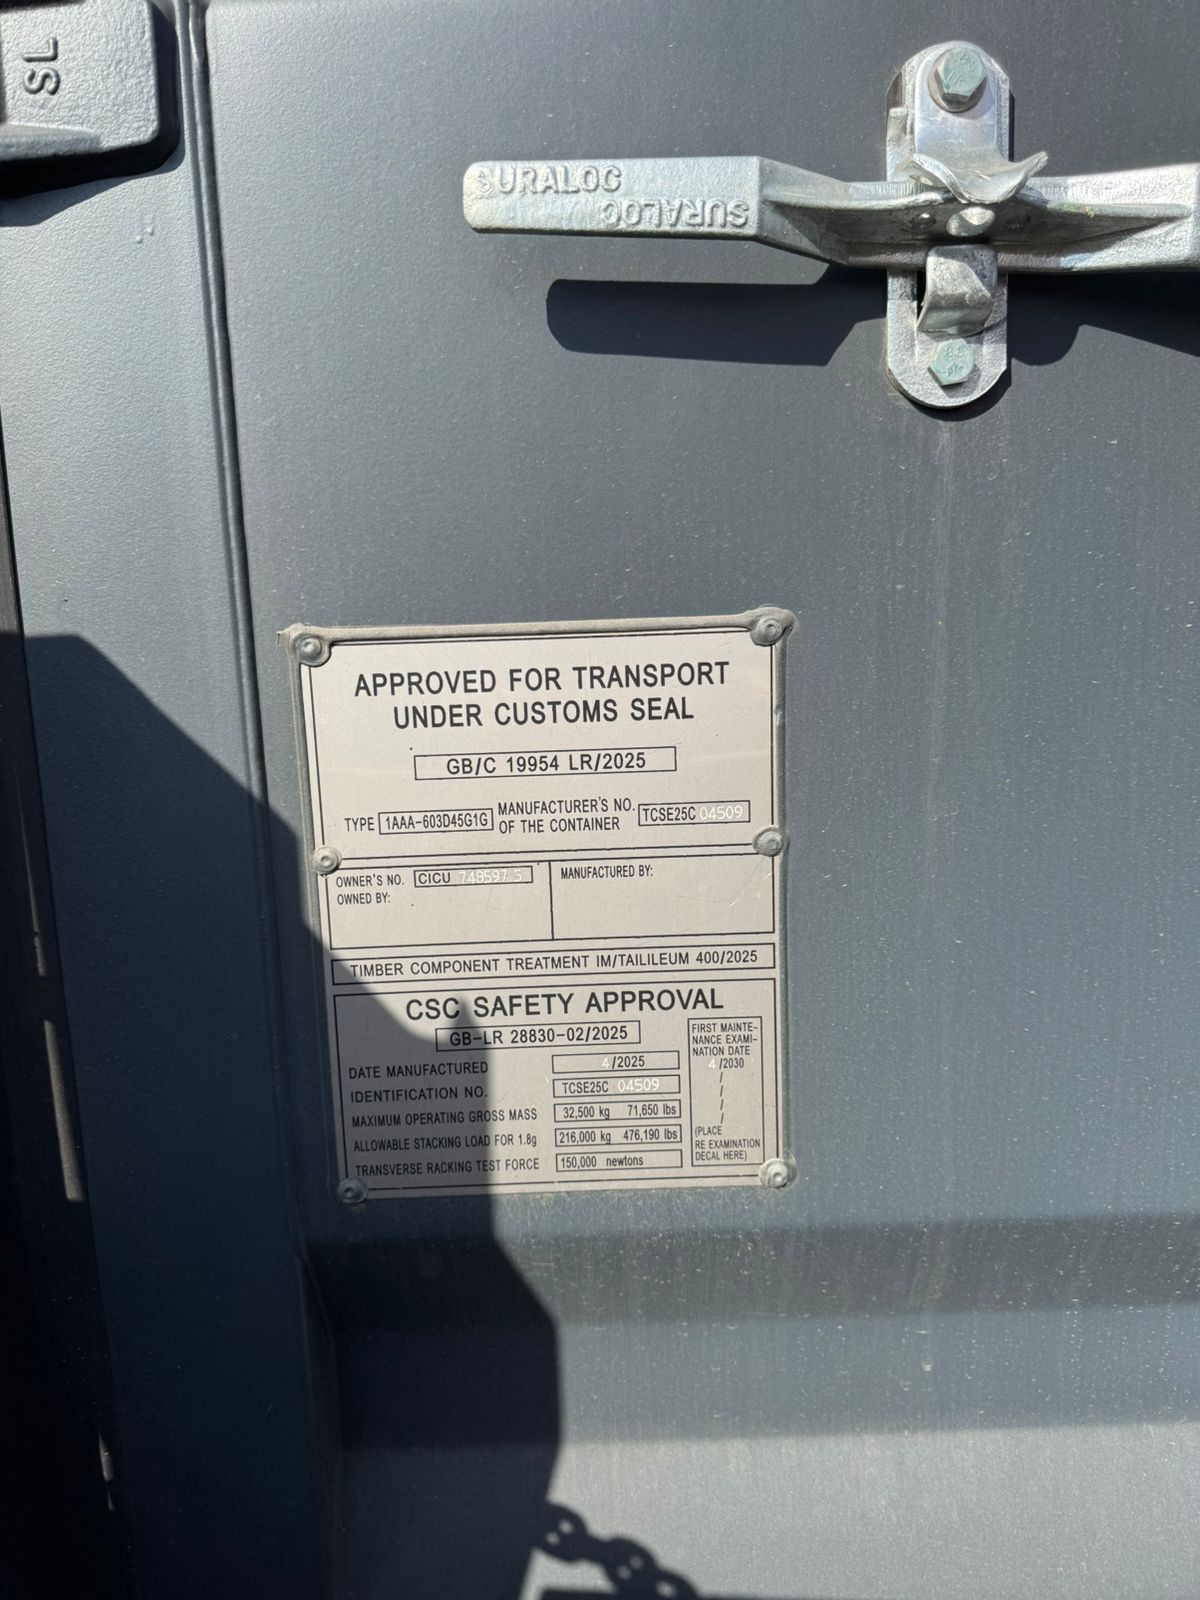 SL
SURALOC
SURALOC
APPROVED FOR TRANSPORT
UNDER CUSTOMS SEAL
GB/C 19954 LR/2025
TYPE 1AAA-603D45G1G MANUFACTURER'S NO. OF THE CONTAINER TCSE25C 04509
OWNER'S NO. CICU 748597 5
OWNED BY:
MANUFACTURED BY:
TIMBER COMPONENT TREATMENT IM/TAILILEUM 400/2025
CSC SAFETY APPROVAL
GB-LR 28830-02/2025
DATE MANUFACTURED 4/2025
IDENTIFICATION NO. TCSE25C 04509
MAXIMUM OPERATING GROSS MASS 32,500 kg 71,650 lbs
ALLOWABLE STACKING LOAD FOR 1.8g 216,000 kg 476,190 lbs
TRANSVERSE RACKING TEST FORCE 150,000 newtons
FIRST MAINTE-
NANCE EXAMI-
NATION DATE
4/2030
/
/
/
/
(PLACE
RE EXAMINATION
DECAL HERE)